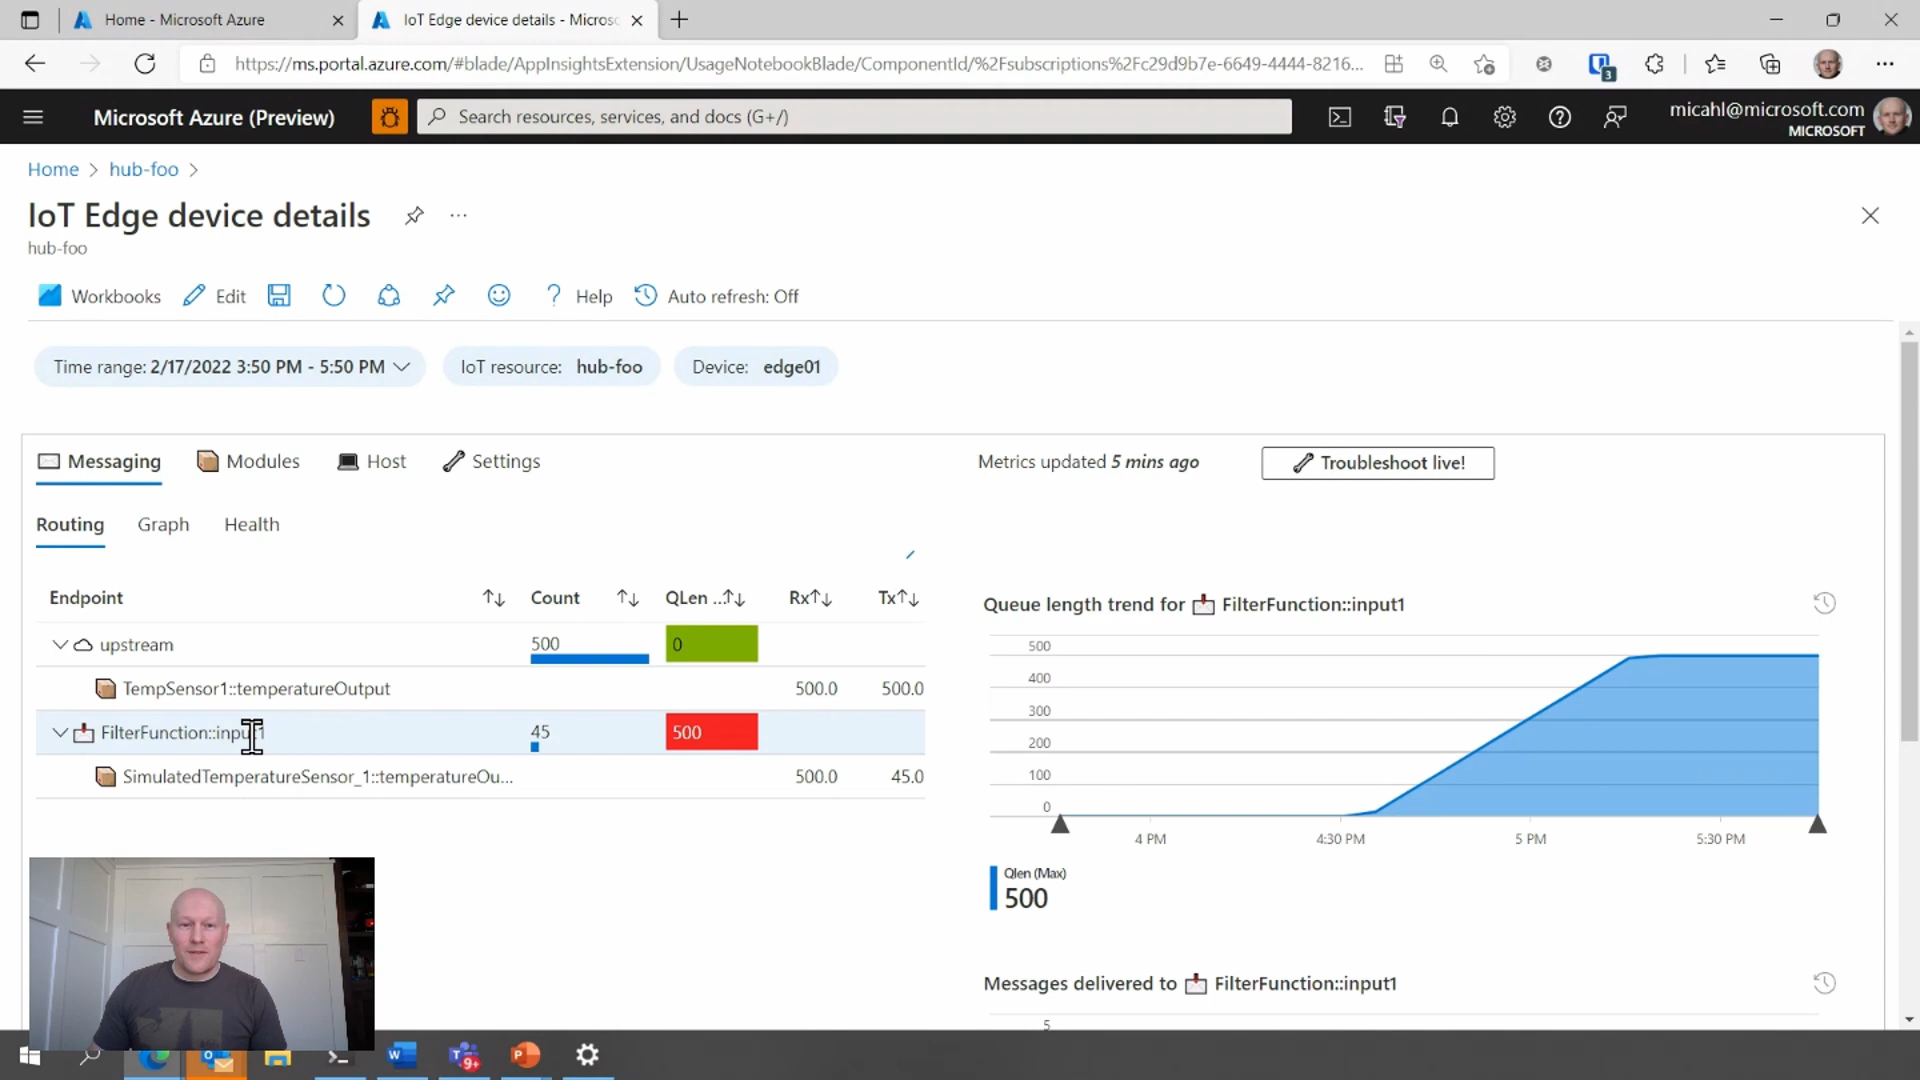 Home - Microsoft Azure
IoT Edge device details - Micros
https://ms.portal.azure.com/#blade/AppInsightsExtension/UsageNotebookBlade/ComponentId/%2Fsubscriptions%2Fc29d9b7e-6649-4444-8216...
3
Microsoft Azure (Preview)
Search resources, services, and docs (G+/)
micahl@microsoft.com
MICROSOFT
Home > hub-foo >
IoT Edge device details
hub-foo
Workbooks Edit ? Help Auto refresh: Off
Time range: 2/17/2022 3:50 PM - 5:50 PM
IoT resource: hub-foo
Device: edge01
Messaging Modules Host Settings
Metrics updated 5 mins ago
Troubleshoot live!
Routing Graph Health
Endpoint ↑↓ Count ↑↓ QLen ...↑↓ Rx↑↓ Tx↑↓
upstream 500 0
TempSensor1::temperatureOutput 500.0 500.0
FilterFunction::input1 45 500
SimulatedTemperatureSensor_1::temperatureOu... 500.0 45.0
Queue length trend for FilterFunction::input1
500
400
300
200
100
0
4 PM 4:30 PM 5 PM 5:30 PM
Qlen (Max)
500
Messages delivered to FilterFunction::input1
5
9+